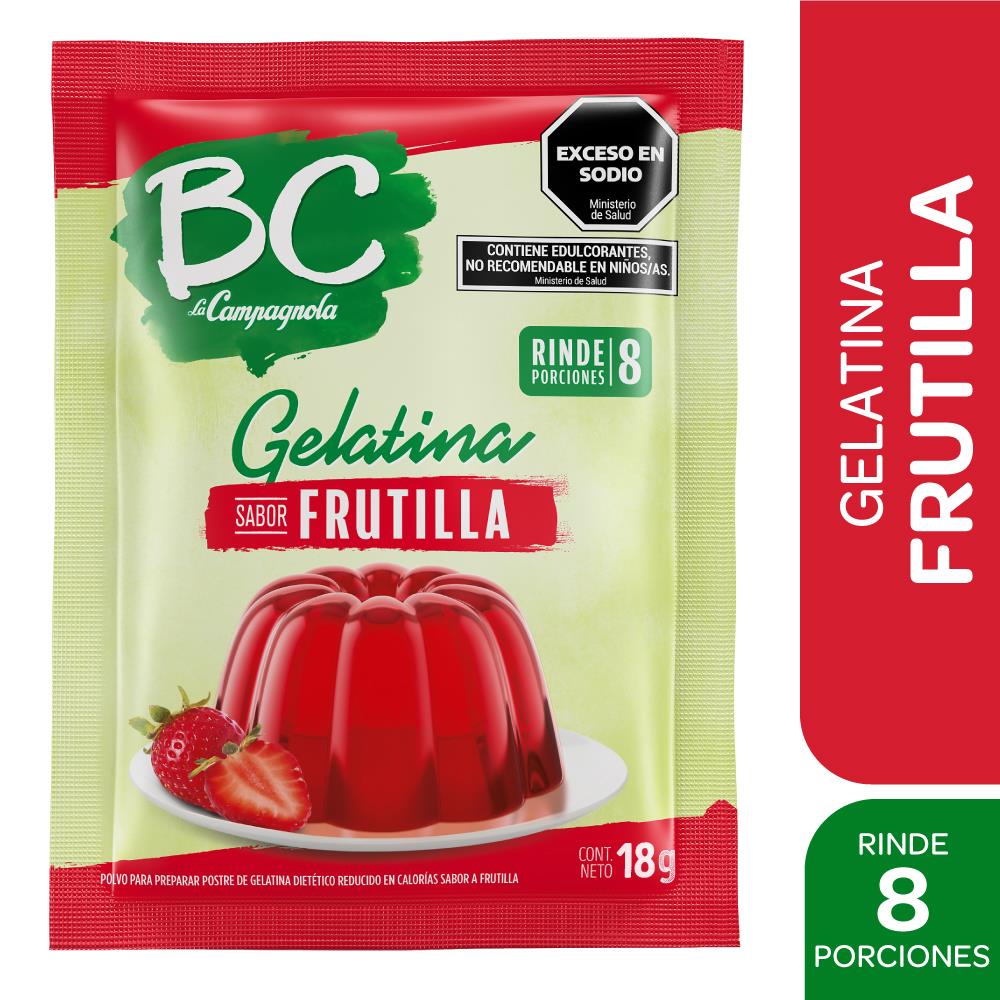 BC
La Campagnola
EXCESO EN
SODIO
Ministerio
de Salud
CONTIENE EDULCORANTES,
NO RECOMENDABLE EN NIÑOS/AS.
Ministerio de Salud
RINDE
PORCIONES
8
Gelatina
SABOR FRUTILLA
CONT.
NETO 18g
POLVO PARA PREPARAR POSTRE DE GELATINA DIETÉTICO REDUCIDO EN CALORÍAS SABOR A FRUTILLA
GELATINA
FRUTILLA
RINDE
8
PORCIONES